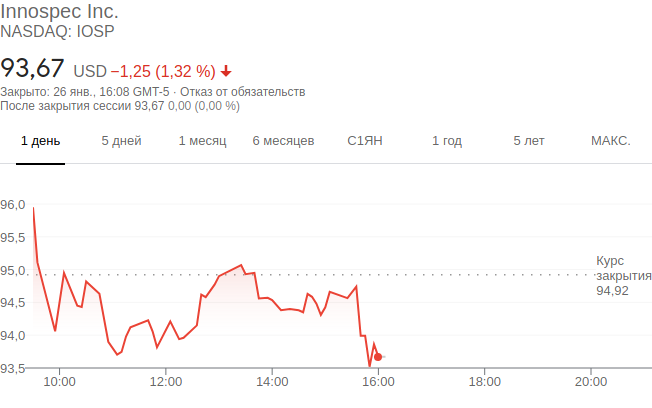 Innospec Inc.
NASDAQ: IOSP
93,67 USD −1,25 (1,32 %)
Закрыто: 26 янв., 16:08 GMT-5 · Отказ от обязательств
После закрытия сессии 93,67 0,00 (0,00 %)
1 день 5 дней 1 месяц 6 месяцев С1ЯН 1 год 5 лет МАКС.
96,0
95,5
Курс
95,0 закрытия
94,92
94,5
94,0
93,5
10:00 12:00 14:00 16:00 18:00 20:00